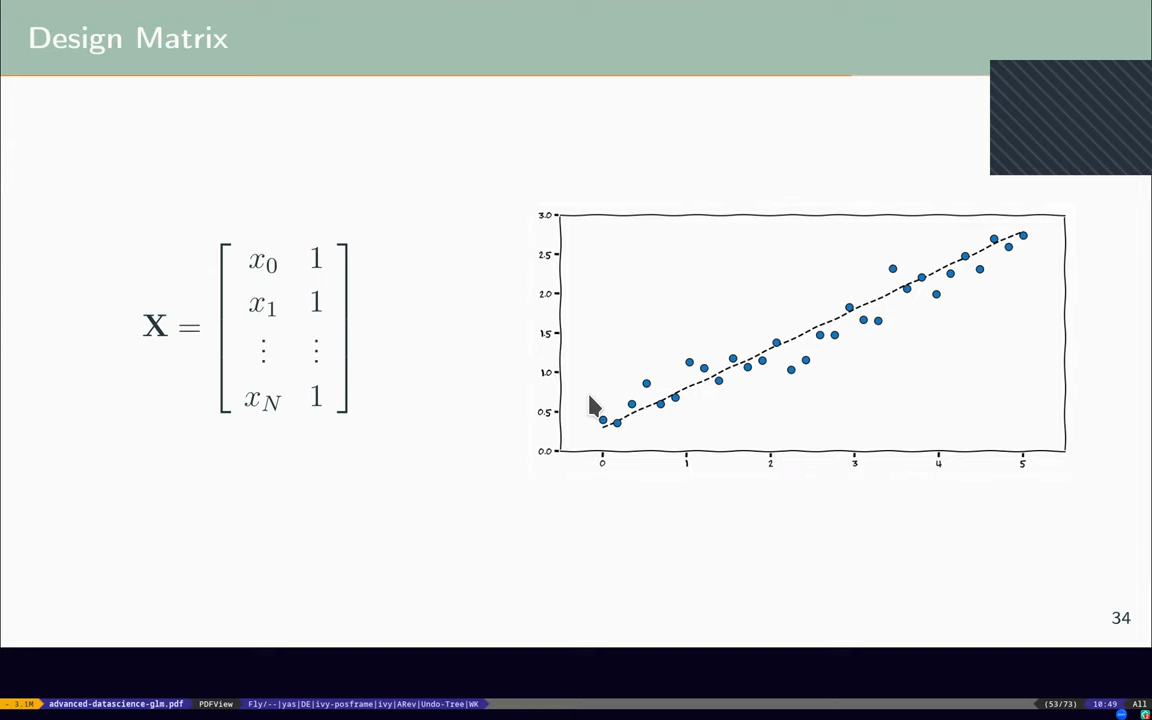 Design Matrix
X = [ x₀ 1
x₁ 1
⋮ ⋮
x_N 1 ]
3.0
2.5
2.0
1.5
1.0
0.5
0.0
0 1 2 3 4 5
34
- 3.1M advanced-datascience-glm.pdf PDFView Fly/--|yas|DE|ivy-posframe|ivy|ARev|Undo-Tree|WK (53/73) 10:49 All